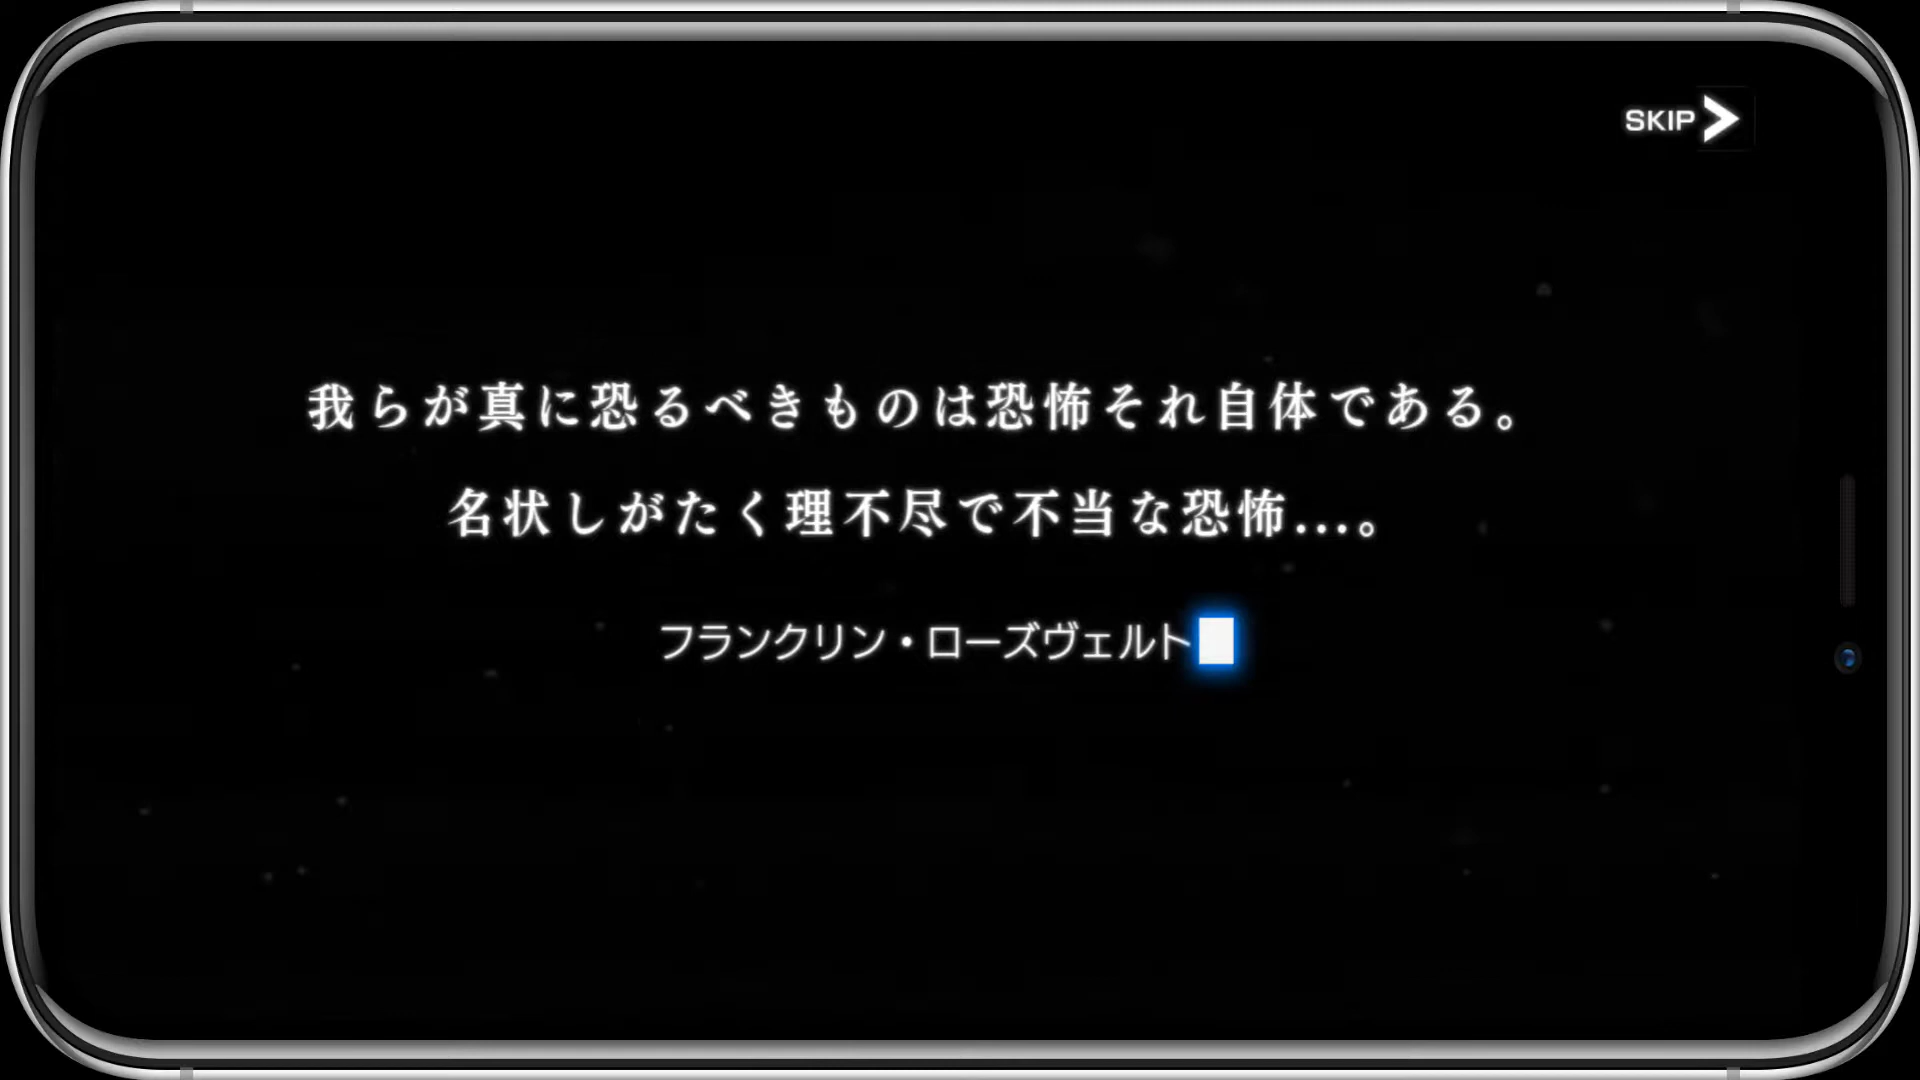 SKIP
我らが真に恐るべきものは恐怖それ自体である。
名状しがたく理不尽で不当な恐怖...。
フランクリン・ローズヴェルト